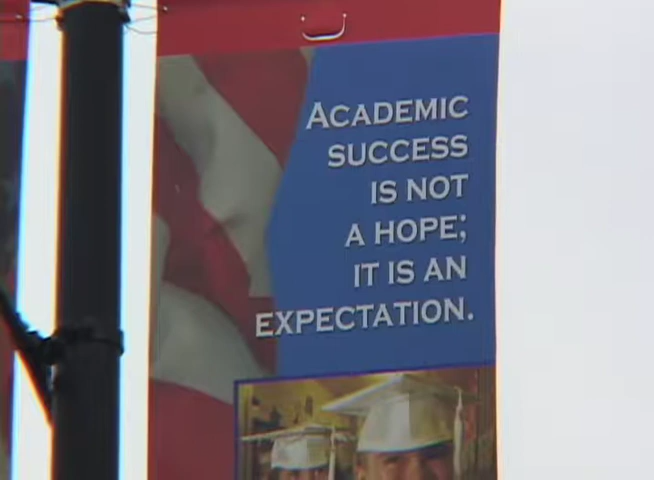 ACADEMIC
SUCCESS
IS NOT
A HOPE;
IT IS AN
EXPECTATION.